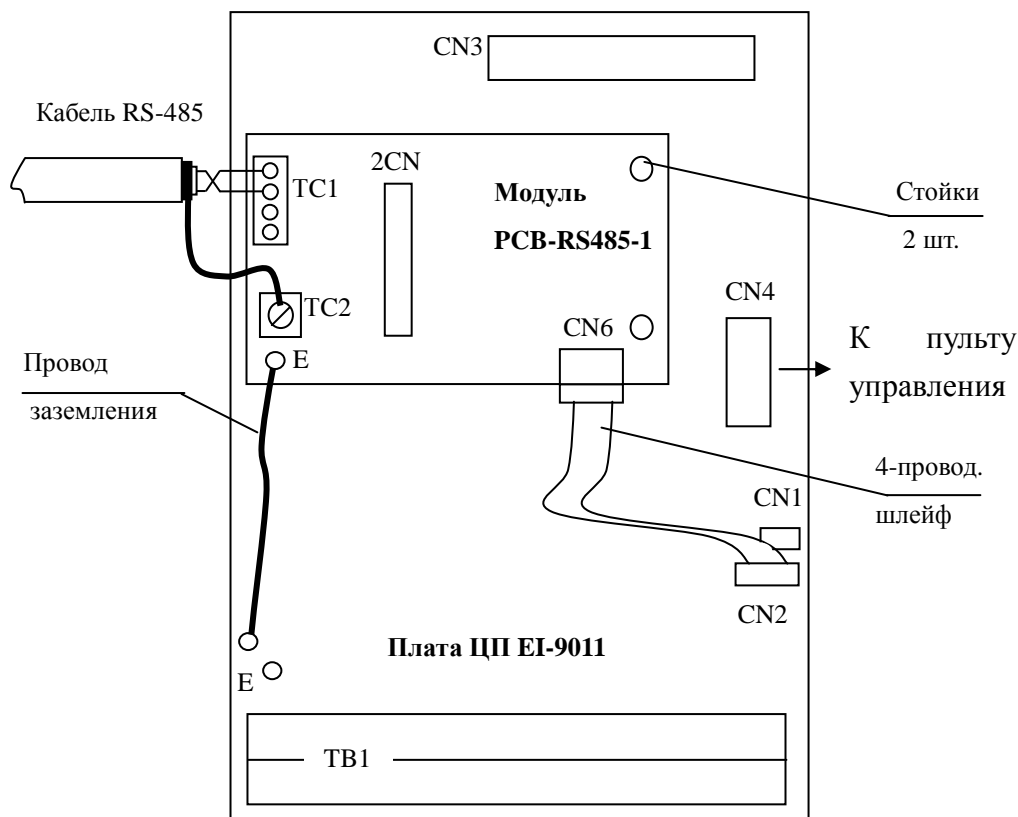 CN3
Кабель RS-485
2CN
TC1
Модуль
PCB-RS485-1
Стойки
2 шт.
TC2
CN4
CN6
E
К пульту
управления
Провод
заземления
4-провод.
шлейф
CN1
CN2
Плата ЦП EI-9011
E
TB1